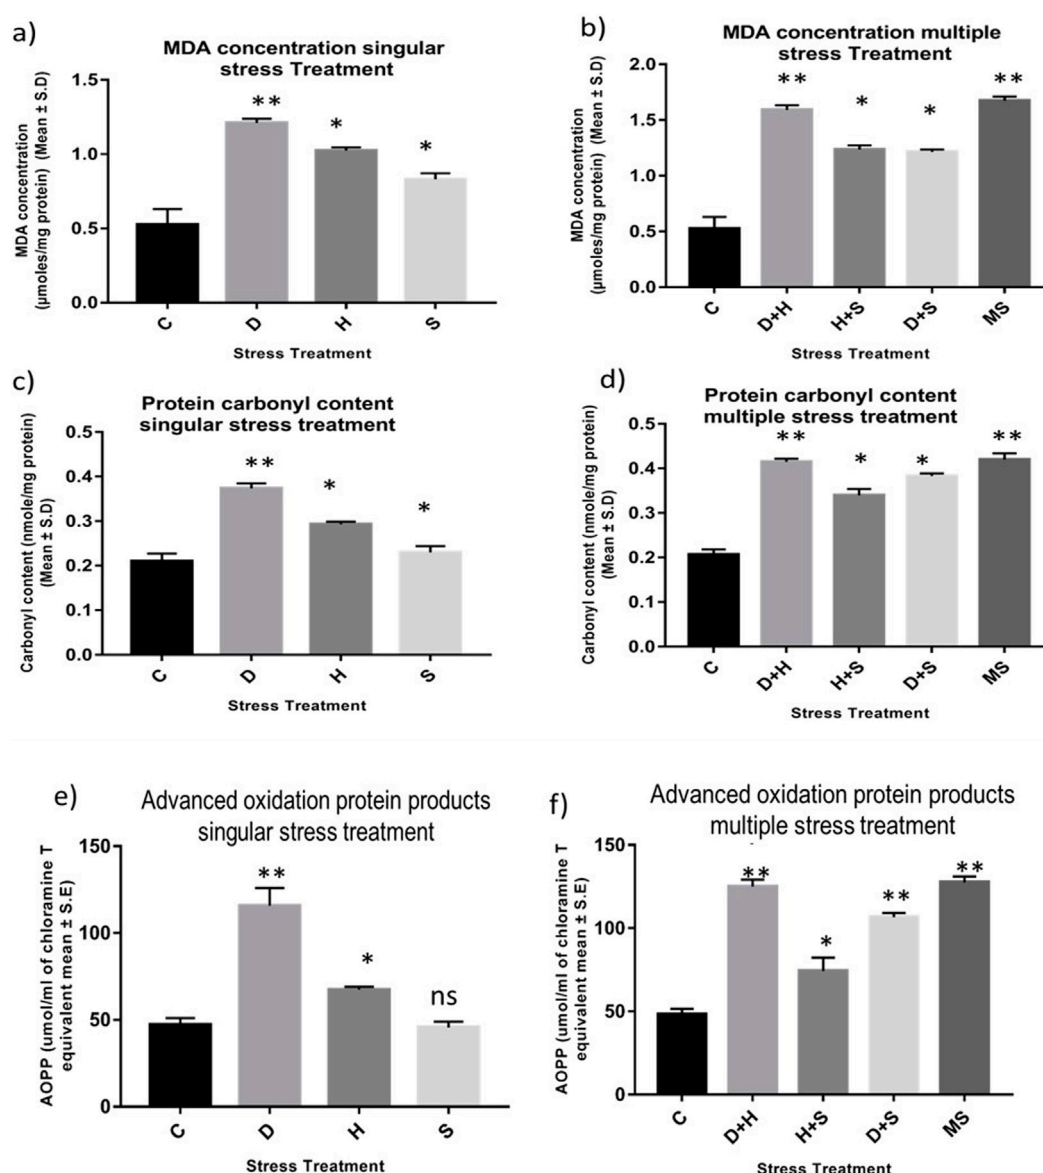 a)
MDA concentration singular
stress Treatment
MDA concentration
(µmoles/mg protein) (Mean ± S.D)
1.5
1.0
0.5
0.0
**
*
*
C
D
H
S
Stress Treatment
b)
MDA concentration multiple
stress Treatment
MDA concentration
(µmoles/mg protein) (Mean ± S.D)
2.0
1.5
1.0
0.5
0.0
**
*
*
**
C
D+H
H+S
D+S
MS
Stress Treatment
c)
Protein carbonyl content
singular stress treatment
Carbonyl content (nmole/mg protein)
(Mean ± S.D)
0.5
0.4
0.3
0.2
0.1
0.0
**
*
*
C
D
H
S
Stress Treatment
d)
Protein carbonyl content
multiple stress treatment
Carbonyl content (nmole/mg protein)
(Mean ± S.D)
0.5
0.4
0.3
0.2
0.1
0.0
**
*
*
**
C
D+H
H+S
D+S
MS
Stress Treatment
e)
Advanced oxidation protein products
singular stress treatment
AOPP (umol/ml of chloramine T
equivalent mean ± S.E)
150
100
50
0
**
*
ns
C
D
H
S
Stress Treatment
f)
Advanced oxidation protein products
multiple stress treatment
AOPP (umol/ml of chloramine T
equivalent mean ± S.E)
150
100
50
0
**
*
**
**
C
D+H
H+S
D+S
MS
Stress Treatment